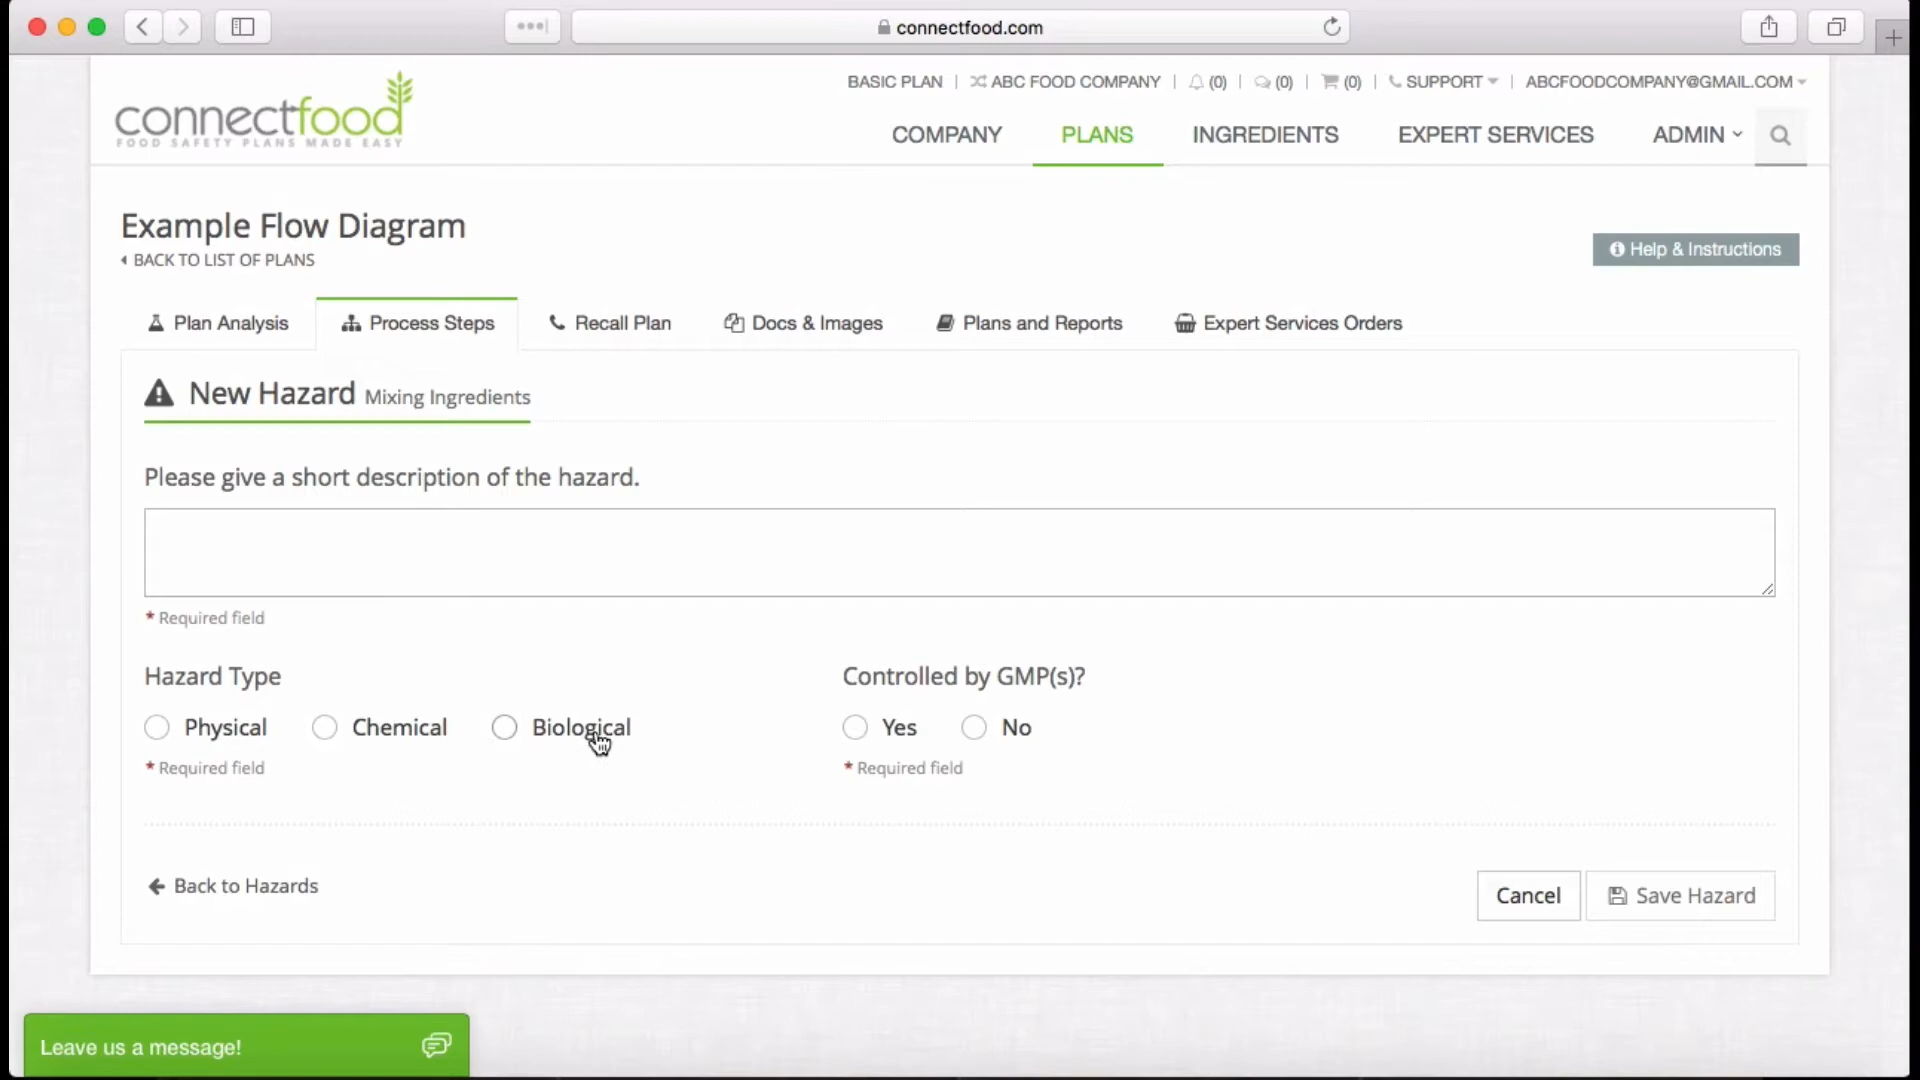 connectfood.com
BASIC PLAN | ABC FOOD COMPANY | (0) | (0) | (0) | SUPPORT | ABCFOODCOMPANY@GMAIL.COM
connectfood
FOOD SAFETY PLANS MADE EASY
COMPANY PLANS INGREDIENTS EXPERT SERVICES ADMIN
Example Flow Diagram
BACK TO LIST OF PLANS
Help & Instructions
Plan Analysis Process Steps Recall Plan Docs & Images Plans and Reports Expert Services Orders
New Hazard Mixing Ingredients
Please give a short description of the hazard.
* Required field
Hazard Type Controlled by GMP(s)?
Physical Chemical Biological Yes No
* Required field * Required field
Back to Hazards Cancel Save Hazard
Leave us a message!